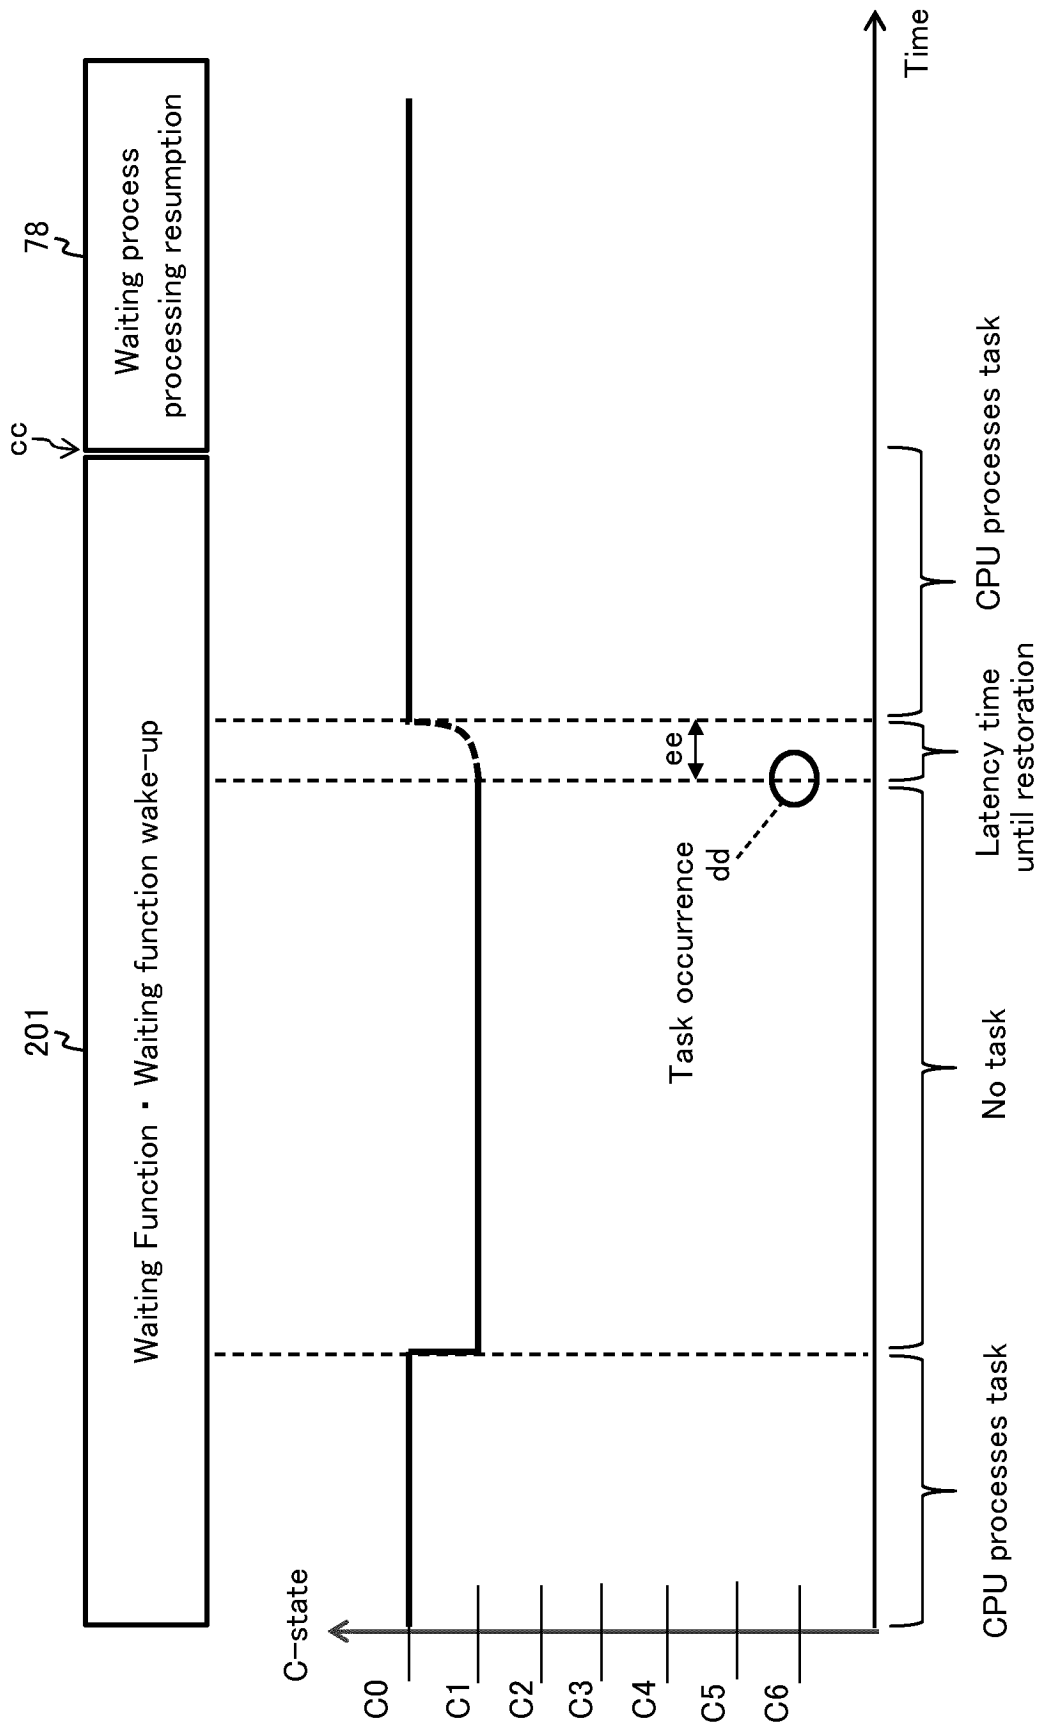 201
cc
78
Waiting Function・Waiting function wake-up
Waiting process
processing resumption
C-state
C0
C1
C2
C3
C4
C5
C6
Task occurrence
dd
ee
Time
CPU processes task
No task
Latency time
until restoration
CPU processes task